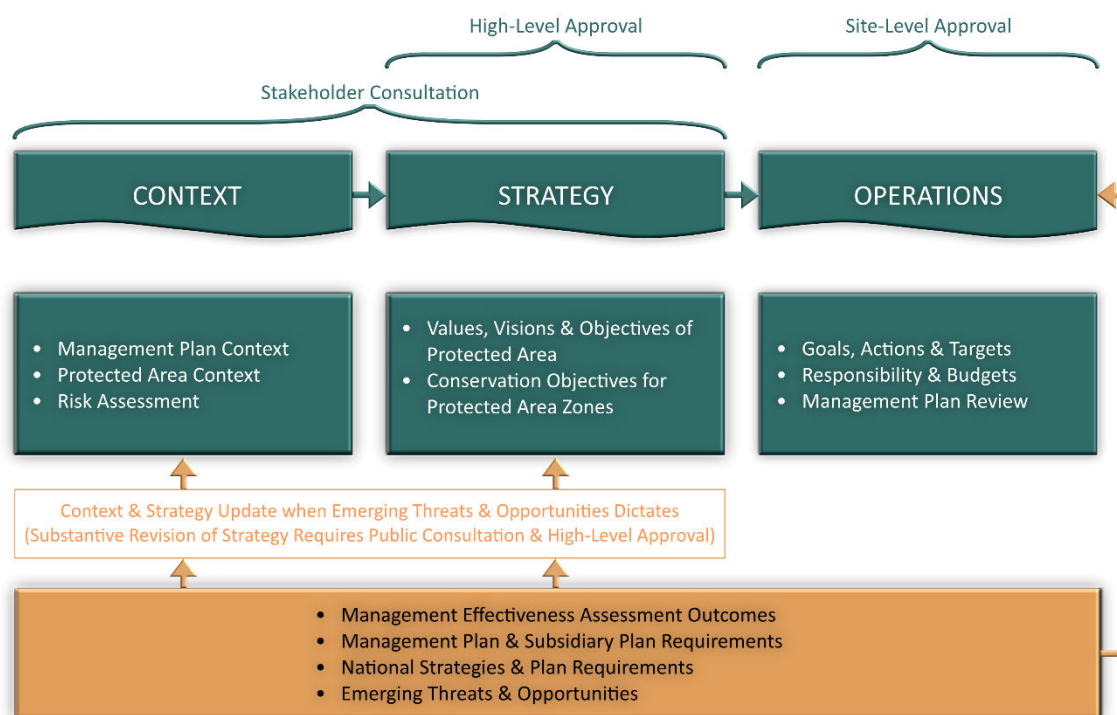 High-Level Approval
Site-Level Approval
Stakeholder Consultation
CONTEXT
STRATEGY
OPERATIONS
• Management Plan Context
• Protected Area Context
• Risk Assessment
• Values, Visions & Objectives of
Protected Area
• Conservation Objectives for
Protected Area Zones
• Goals, Actions & Targets
• Responsibility & Budgets
• Management Plan Review
Context & Strategy Update when Emerging Threats & Opportunities Dictates
(Substantive Revision of Strategy Requires Public Consultation & High-Level Approval)
• Management Effectiveness Assessment Outcomes
• Management Plan & Subsidiary Plan Requirements
• National Strategies & Plan Requirements
• Emerging Threats & Opportunities